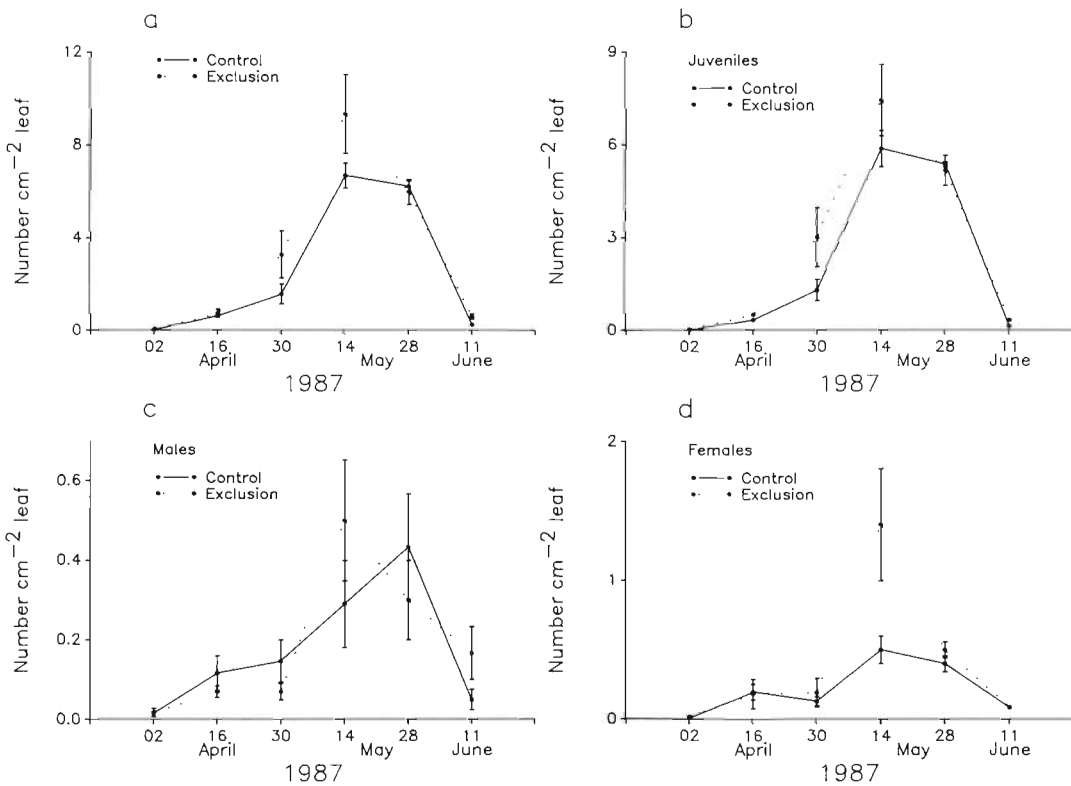 a
12
8
4
0
Number cm⁻² leaf
Control
Exclusion
02 16 30 14 28 11
April May June
1987
b
9
6
3
0
Number cm⁻² leaf
Juveniles
Control
Exclusion
02 16 30 14 28 11
April May June
1987
c
0.6
0.4
0.2
0.0
Number cm⁻² leaf
Males
Control
Exclusion
02 16 30 14 28 11
April May June
1987
d
2
1
0
Number cm⁻² leaf
Females
Control
Exclusion
02 16 30 14 28 11
April May June
1987